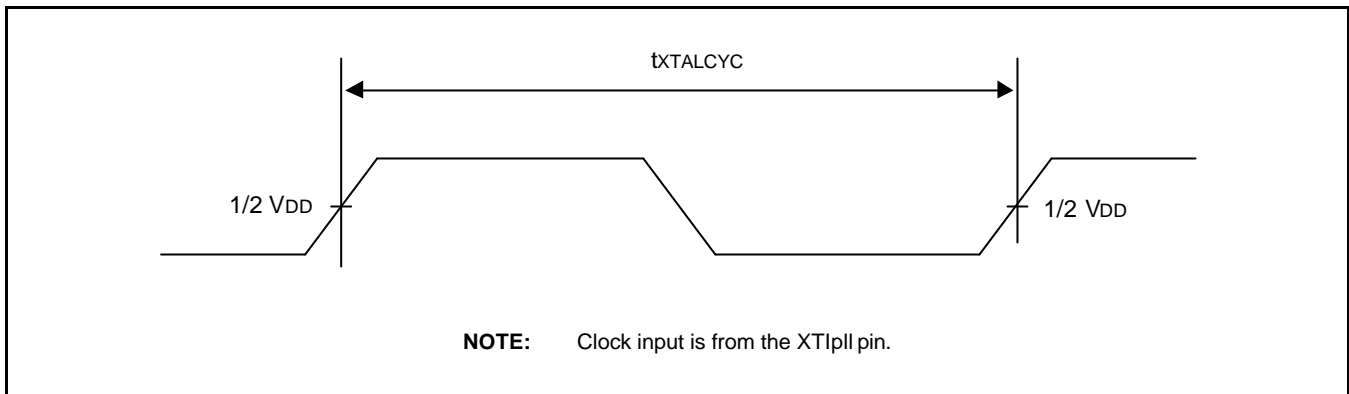 tXTALCYC
1/2 VDD
1/2 VDD
NOTE: Clock input is from the XTIpll pin.